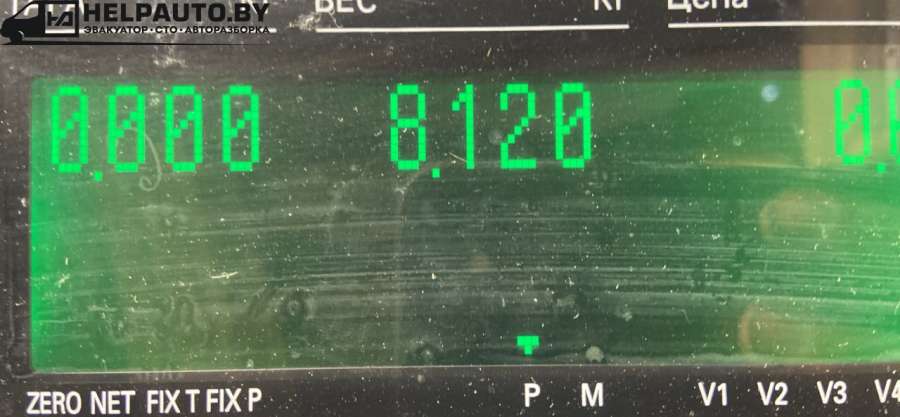 HELPAUTO.BY
ЭВАКУАТОР·СТО·АВТОРАЗБОРКА
ВЕС КГ Цена
0.000 8.120
ZERO NET FIX T FIX P P M V1 V2 V3 V4